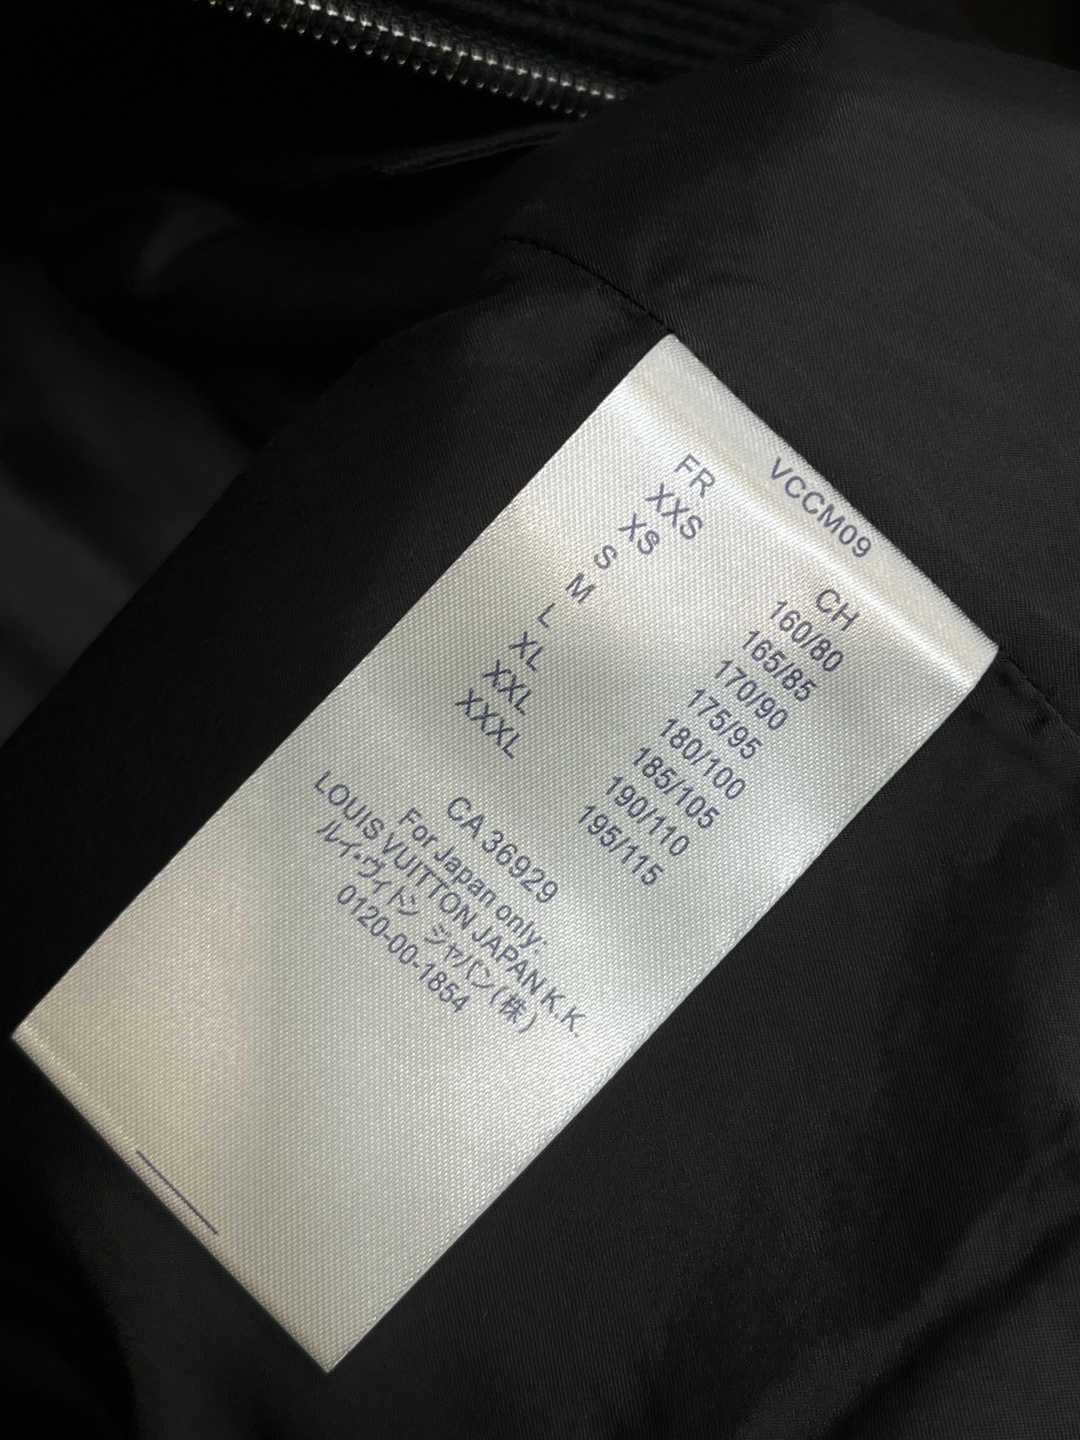 VCCM09
FR CH
XXS 160/80
XS 165/85
S 170/90
M 175/95
L 180/100
XL 185/105
XXL 190/110
XXXL 195/115
CA 36929
For Japan only:
LOUIS VUITTON JAPAN K.K.
ルイ・ヴィトン ジャパン(株)
0120-00-1854